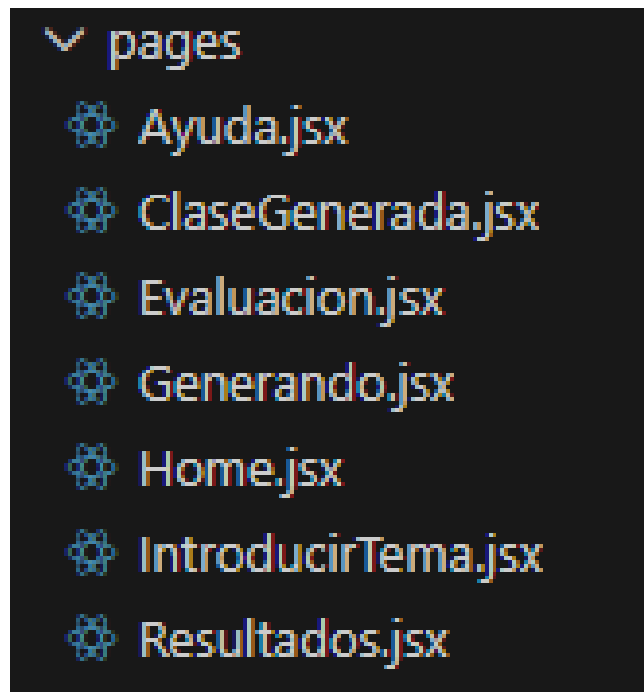 pages
Ayuda.jsx
ClaseGenerada.jsx
Evaluacion.jsx
Generando.jsx
Home.jsx
IntroducirTema.jsx
Resultados.jsx